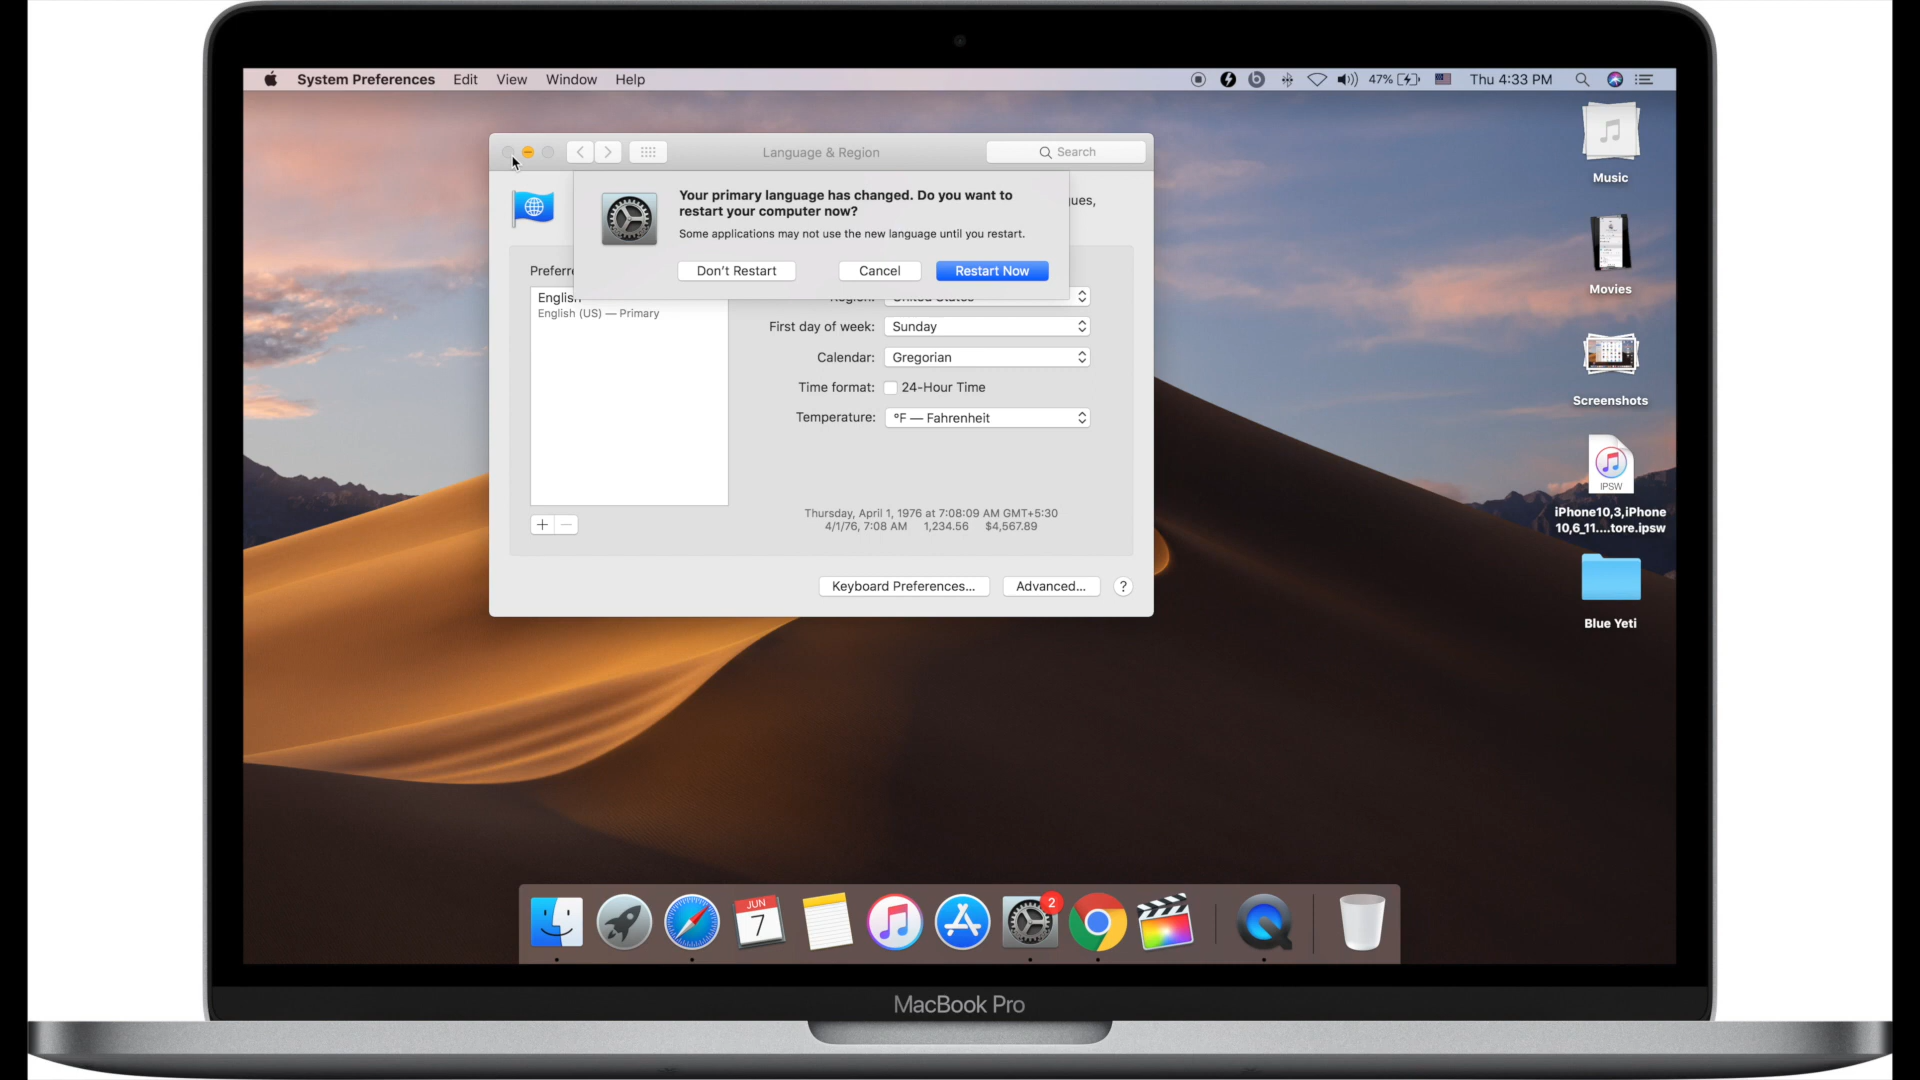 System Preferences Edit View Window Help
47% Thu 4:33 PM
Language & Region
Search
Your primary language has changed. Do you want to
restart your computer now?
Some applications may not use the new language until you restart.
Don't Restart Cancel Restart Now
ues,
Preferre
English
English (US) — Primary
Region: United States
First day of week: Sunday
Calendar: Gregorian
Time format: 24-Hour Time
Temperature: °F — Fahrenheit
Thursday, April 1, 1976 at 7:08:09 AM GMT+5:30
4/1/76, 7:08 AM 1,234.56 $4,567.89
Keyboard Preferences... Advanced... ?
Music
Movies
Screenshots
IPSW
iPhone10,3,iPhone
10,6_11....tore.ipsw
Blue Yeti
JUN
7
2
MacBook Pro